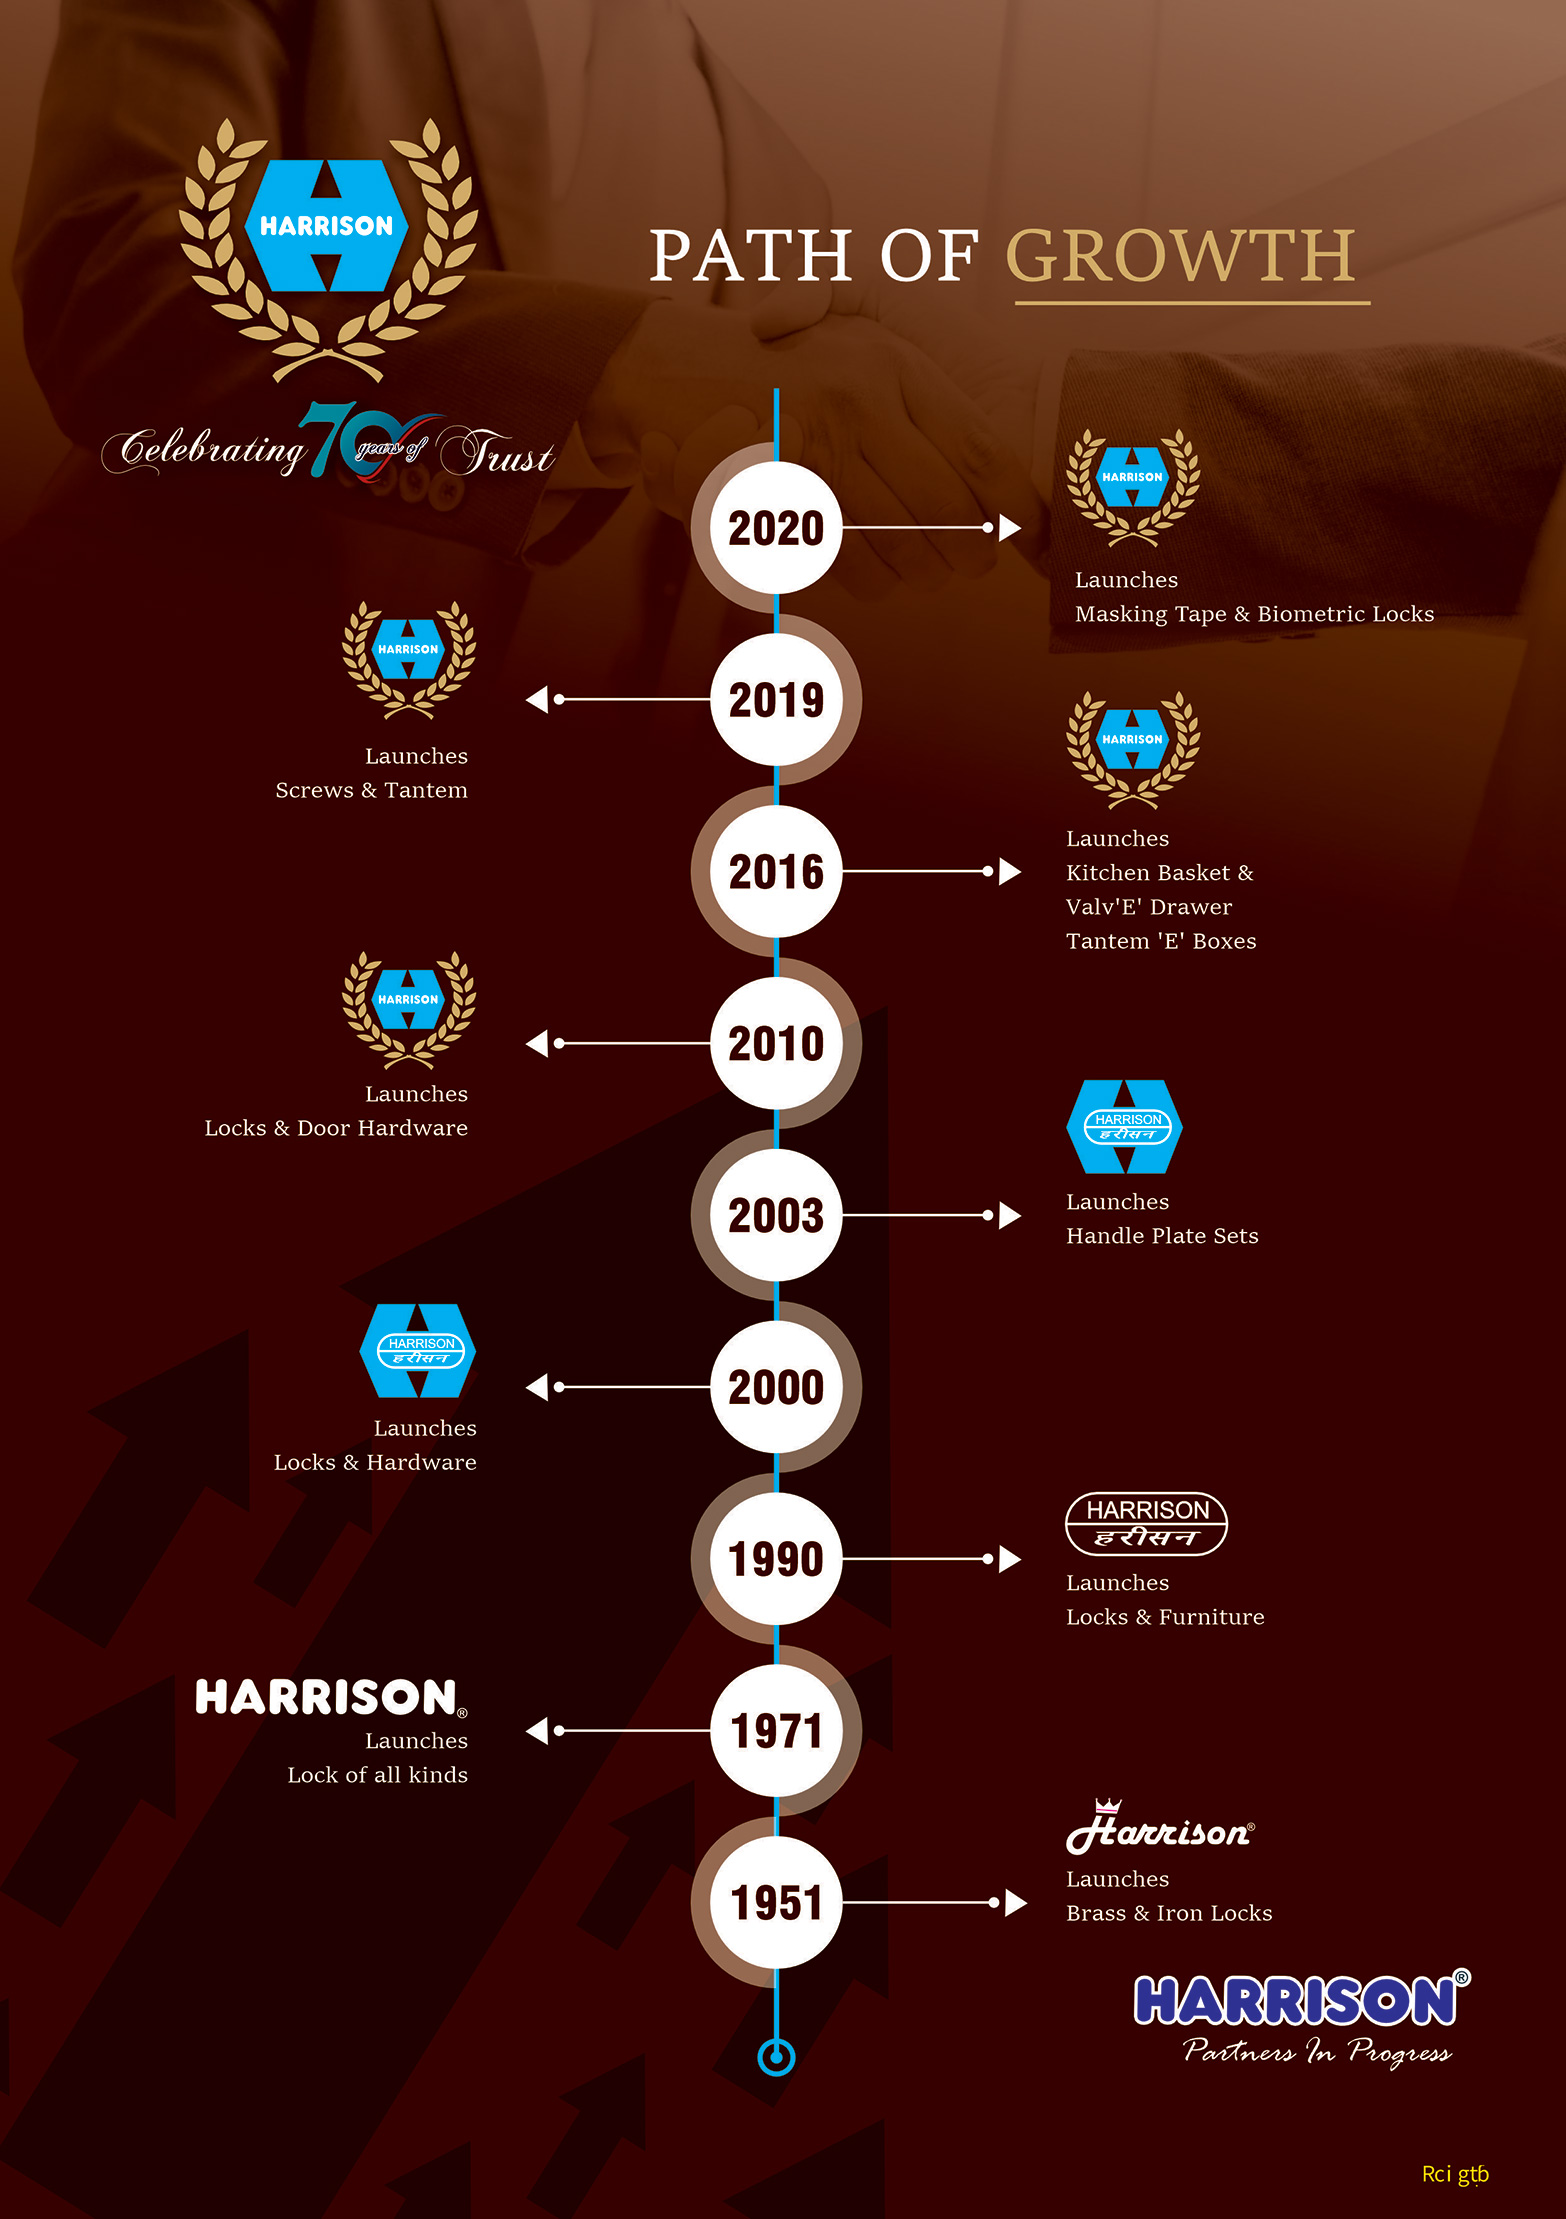 HARRISON
Celebrating 70 years of Trust
PATH OF GROWTH
2020
HARRISON
Launches
Masking Tape & Biometric Locks
2019
HARRISON
Launches
Screws & Tantem
2016
HARRISON
Launches
Kitchen Basket &
Valv'E' Drawer
Tantem 'E' Boxes
2010
HARRISON
Launches
Locks & Door Hardware
2003
HARRISON
हरीसन
Launches
Handle Plate Sets
2000
HARRISON
हरीसन
Launches
Locks & Hardware
1990
HARRISON
हरीसन
Launches
Locks & Furniture
1971
HARRISON®
Launches
Lock of all kinds
1951
Harrison®
Launches
Brass & Iron Locks
HARRISON®
Partners In Progress